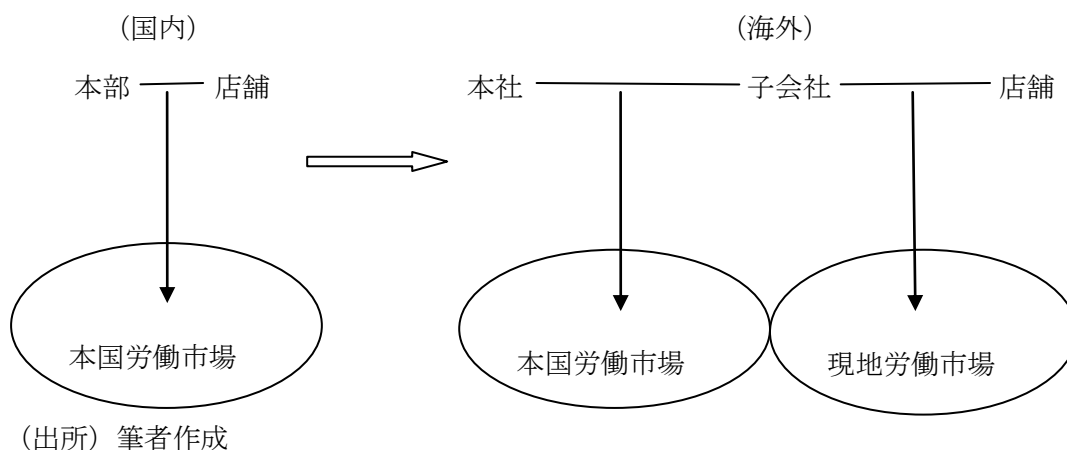 （国内）
（海外）
本部
店舗
本社
子会社
店舗
本国労働市場
本国労働市場
現地労働市場
（出所）筆者作成